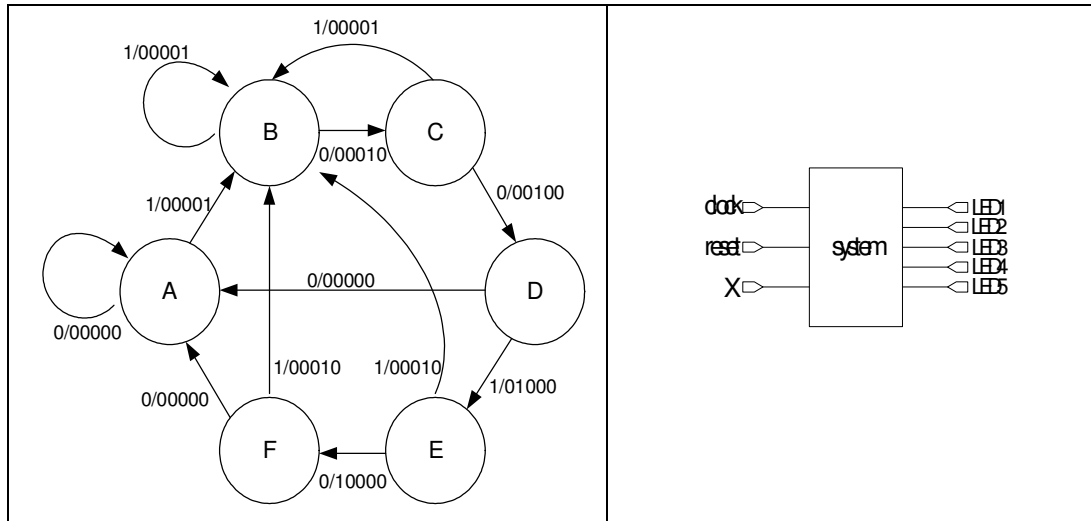 1/00001
1/00001
B
C
0/00010
0/00100
1/00001
A
0/00000
D
0/00000
1/00010
1/00010
1/01000
0/00000
F
E
0/10000
clock
reset
X
system
LED1
LED2
LED3
LED4
LED5